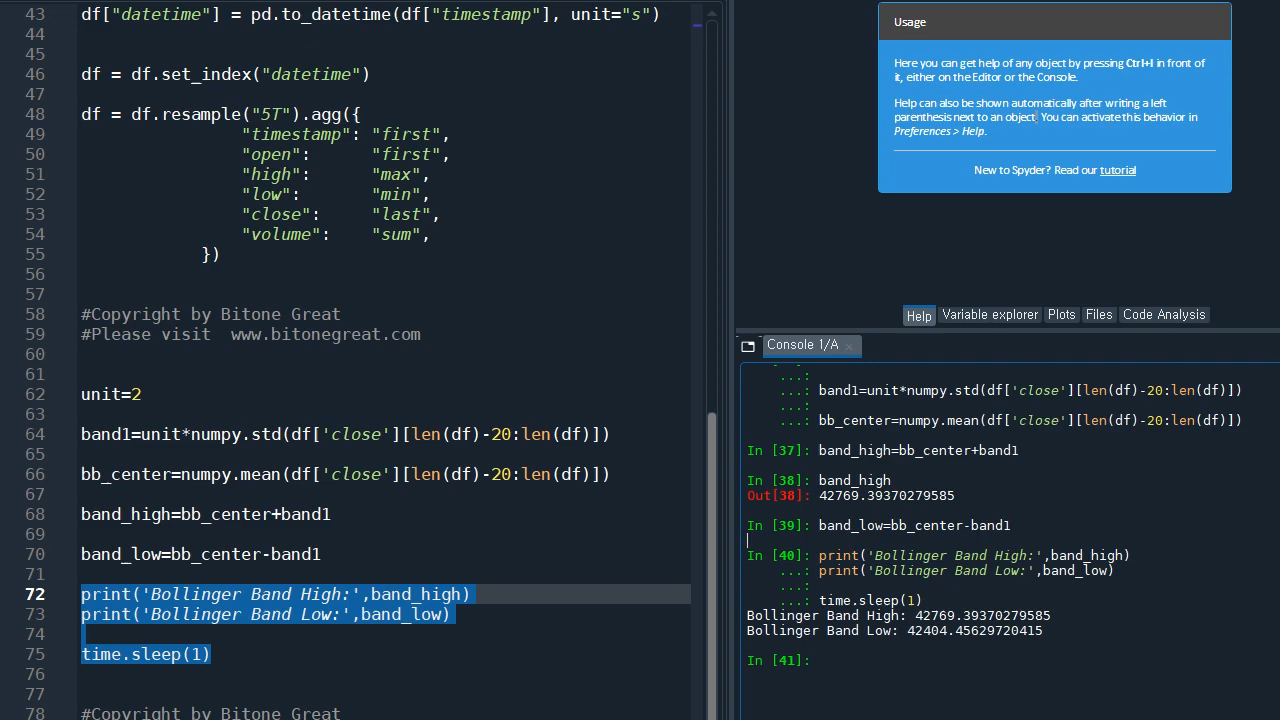 43 df["datetime"] = pd.to_datetime(df["timestamp"], unit="s")
44
45
46 df = df.set_index("datetime")
47
48 df = df.resample("5T").agg({
49 "timestamp": "first",
50 "open": "first",
51 "high": "max",
52 "low": "min",
53 "close": "last",
54 "volume": "sum",
55 })
56
57
58 #Copyright by Bitone Great
59 #Please visit www.bitonegreat.com
60
61
62 unit=2
63
64 band1=unit*numpy.std(df['close'][len(df)-20:len(df)])
65
66 bb_center=numpy.mean(df['close'][len(df)-20:len(df)])
67
68 band_high=bb_center+band1
69
70 band_low=bb_center-band1
71
72 print('Bollinger Band High:',band_high)
73 print('Bollinger Band Low:',band_low)
74
75 time.sleep(1)
76
77
78 #Copyright by Bitone Great
Usage
Here you can get help of any object by pressing Ctrl+I in front of
it, either on the Editor or the Console.
Help can also be shown automatically after writing a left
parenthesis next to an object. You can activate this behavior in
Preferences > Help.
New to Spyder? Read our tutorial
Help Variable explorer Plots Files Code Analysis
Console 1/A
...:
...: band1=unit*numpy.std(df['close'][len(df)-20:len(df)])
...:
...: bb_center=numpy.mean(df['close'][len(df)-20:len(df)])
In [37]: band_high=bb_center+band1
In [38]: band_high
Out[38]: 42769.39370279585
In [39]: band_low=bb_center-band1
In [40]: print('Bollinger Band High:',band_high)
...: print('Bollinger Band Low:',band_low)
...:
...: time.sleep(1)
Bollinger Band High: 42769.39370279585
Bollinger Band Low: 42404.45629720415
In [41]: